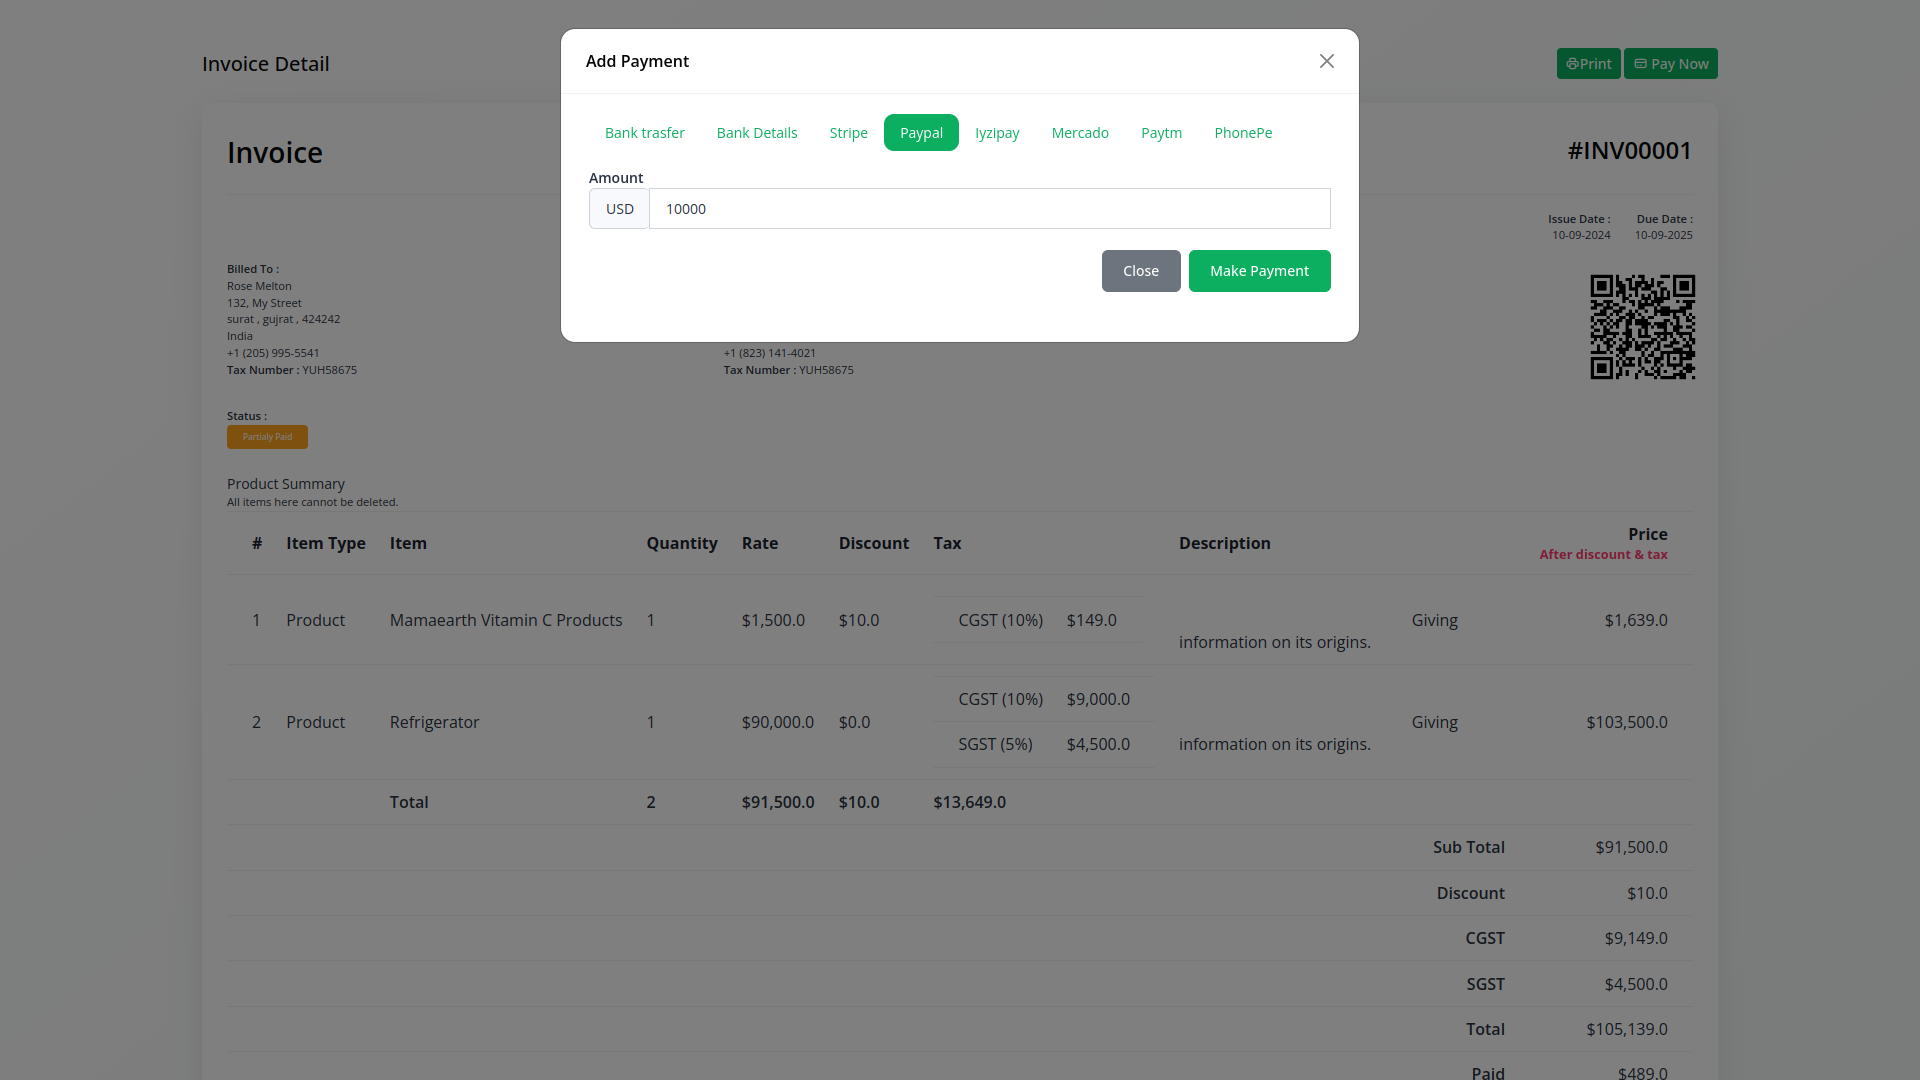 Add Payment
Invoice Detail
Print
Pay Now
Bank trasfer Bank Details Stripe Paypal Iyzipay Mercado Paytm PhonePe
Invoice
#INV00001
Amount
USD 10000
Issue Date :
10-09-2024
Due Date :
10-09-2025
Close Make Payment
Billed To :
Rose Melton
132, My Street
surat , gujrat , 424242
India
+1 (205) 995-5541
Tax Number : YUH58675
+1 (823) 141-4021
Tax Number : YUH58675
Status :
Partialy Paid
Product Summary
All items here cannot be deleted.
# Item Type Item Quantity Rate Discount Tax Description Price
After discount & tax
1 Product Mamaearth Vitamin C Products 1 $1,500.0 $10.0 CGST (10%) $149.0 Giving $1,639.0
information on its origins.
CGST (10%) $9,000.0
2 Product Refrigerator 1 $90,000.0 $0.0 Giving $103,500.0
SGST (5%) $4,500.0 information on its origins.
Total 2 $91,500.0 $10.0 $13,649.0
Sub Total $91,500.0
Discount $10.0
CGST $9,149.0
SGST $4,500.0
Total $105,139.0
Paid $489.0